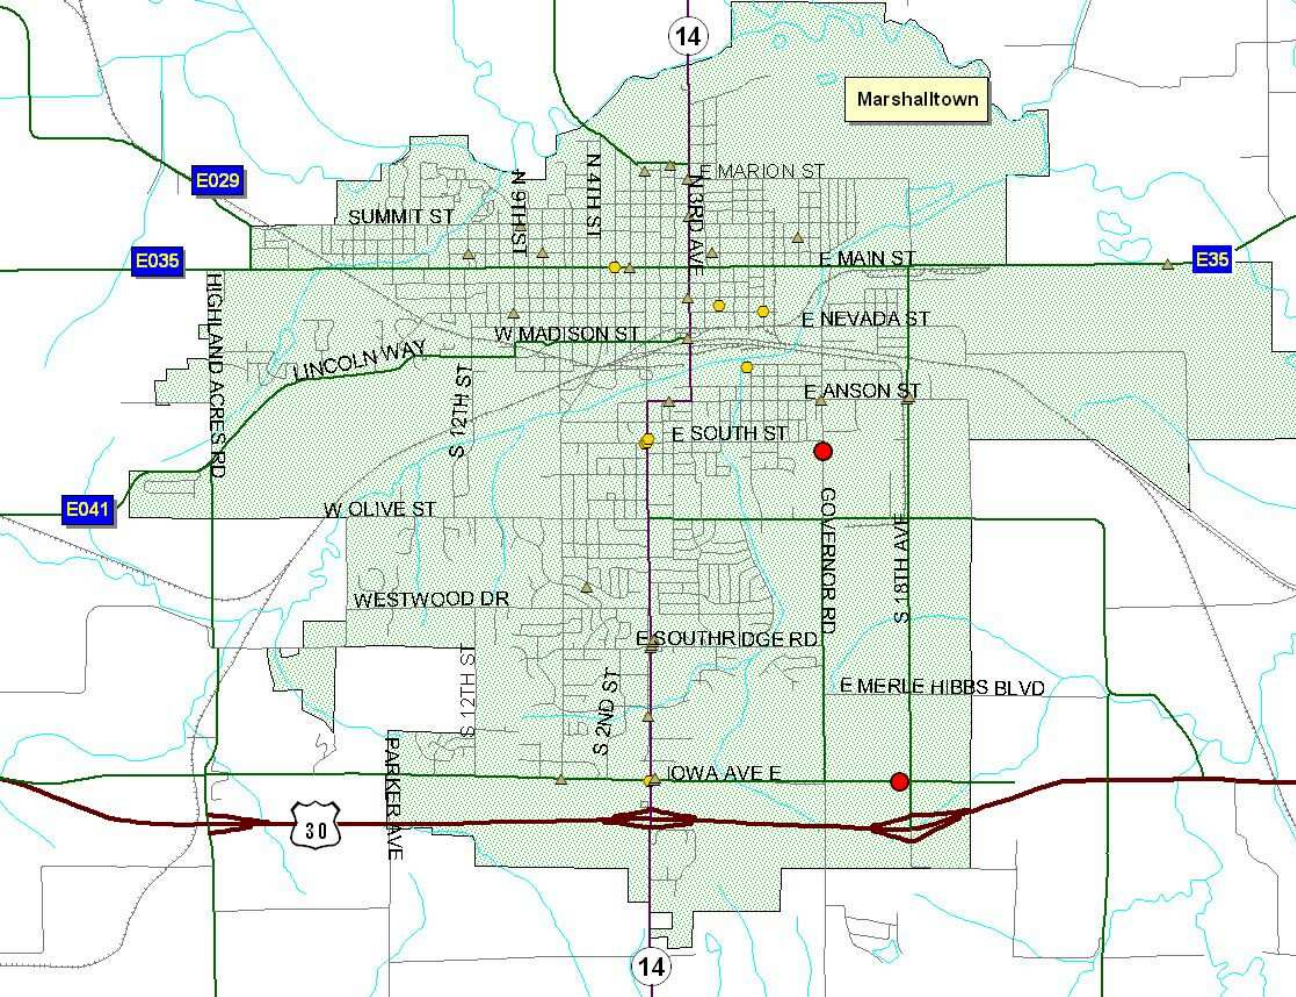 14
Marshalltown
E MARION ST
E029
N 9TH ST
N 4TH ST
N 3RD AVE
SUMMIT ST
E035
E MAIN ST
E35
HIGHLAND ACRES RD
W MADISON ST
E NEVADA ST
LINCOLN WAY
S 12TH ST
E ANSON ST
E SOUTH ST
E041
W OLIVE ST
GOVERNOR RD
S 18TH AVE
WESTWOOD DR
E SOUTHRIDGE RD
S 12TH ST
S 2ND ST
E MERLE HIBBS BLVD
PARKER AVE
IOWA AVE E
30
14